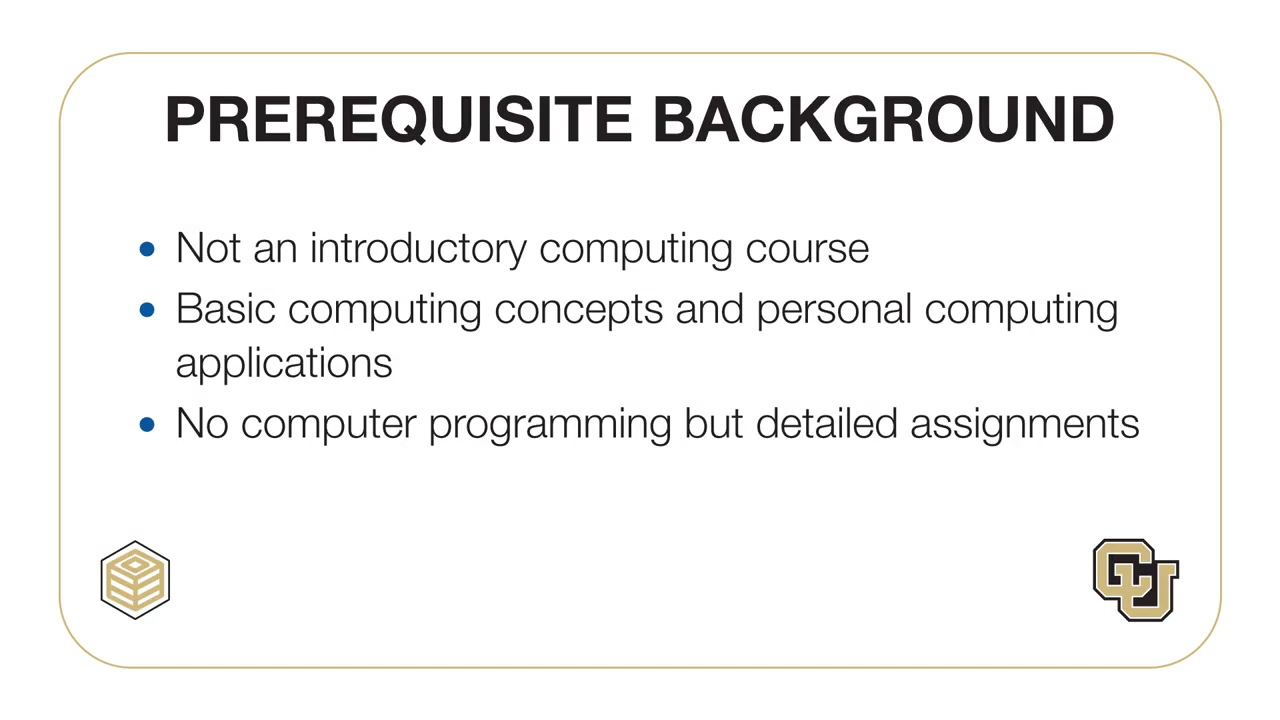 PREREQUISITE BACKGROUND
• Not an introductory computing course
• Basic computing concepts and personal computing
applications
• No computer programming but detailed assignments
CU